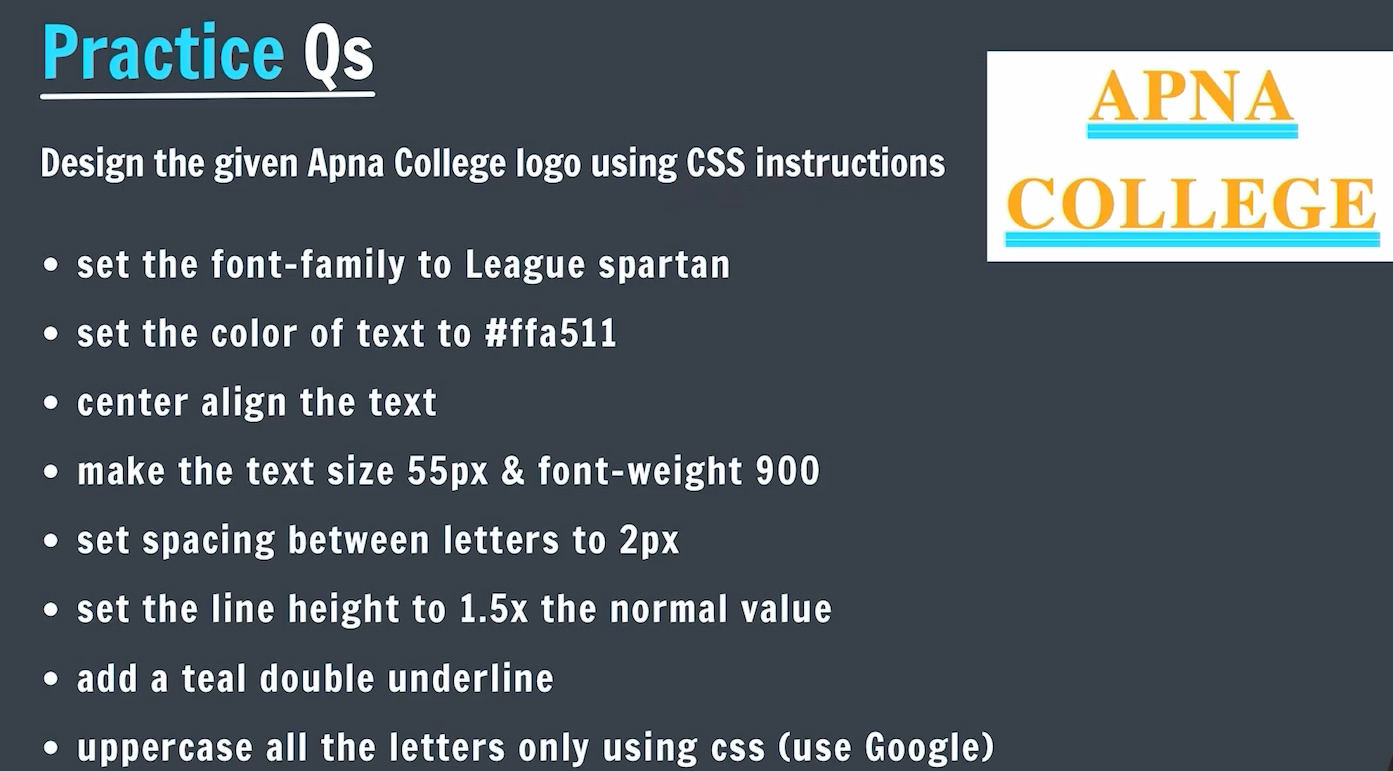 Practice Qs
Design the given Apna College logo using CSS instructions
APNA
COLLEGE
• set the font-family to League spartan
• set the color of text to #ffa511
• center align the text
• make the text size 55px & font-weight 900
• set spacing between letters to 2px
• set the line height to 1.5x the normal value
• add a teal double underline
• uppercase all the letters only using css (use Google)